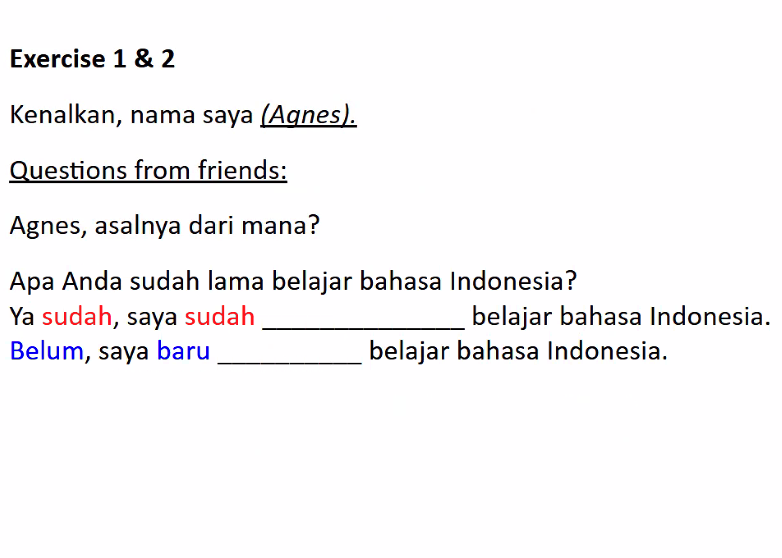 Exercise 1 & 2
Kenalkan, nama saya (Agnes).
Questions from friends:
Agnes, asalnya dari mana?
Apa Anda sudah lama belajar bahasa Indonesia?
Ya sudah, saya sudah ______________ belajar bahasa Indonesia.
Belum, saya baru __________ belajar bahasa Indonesia.